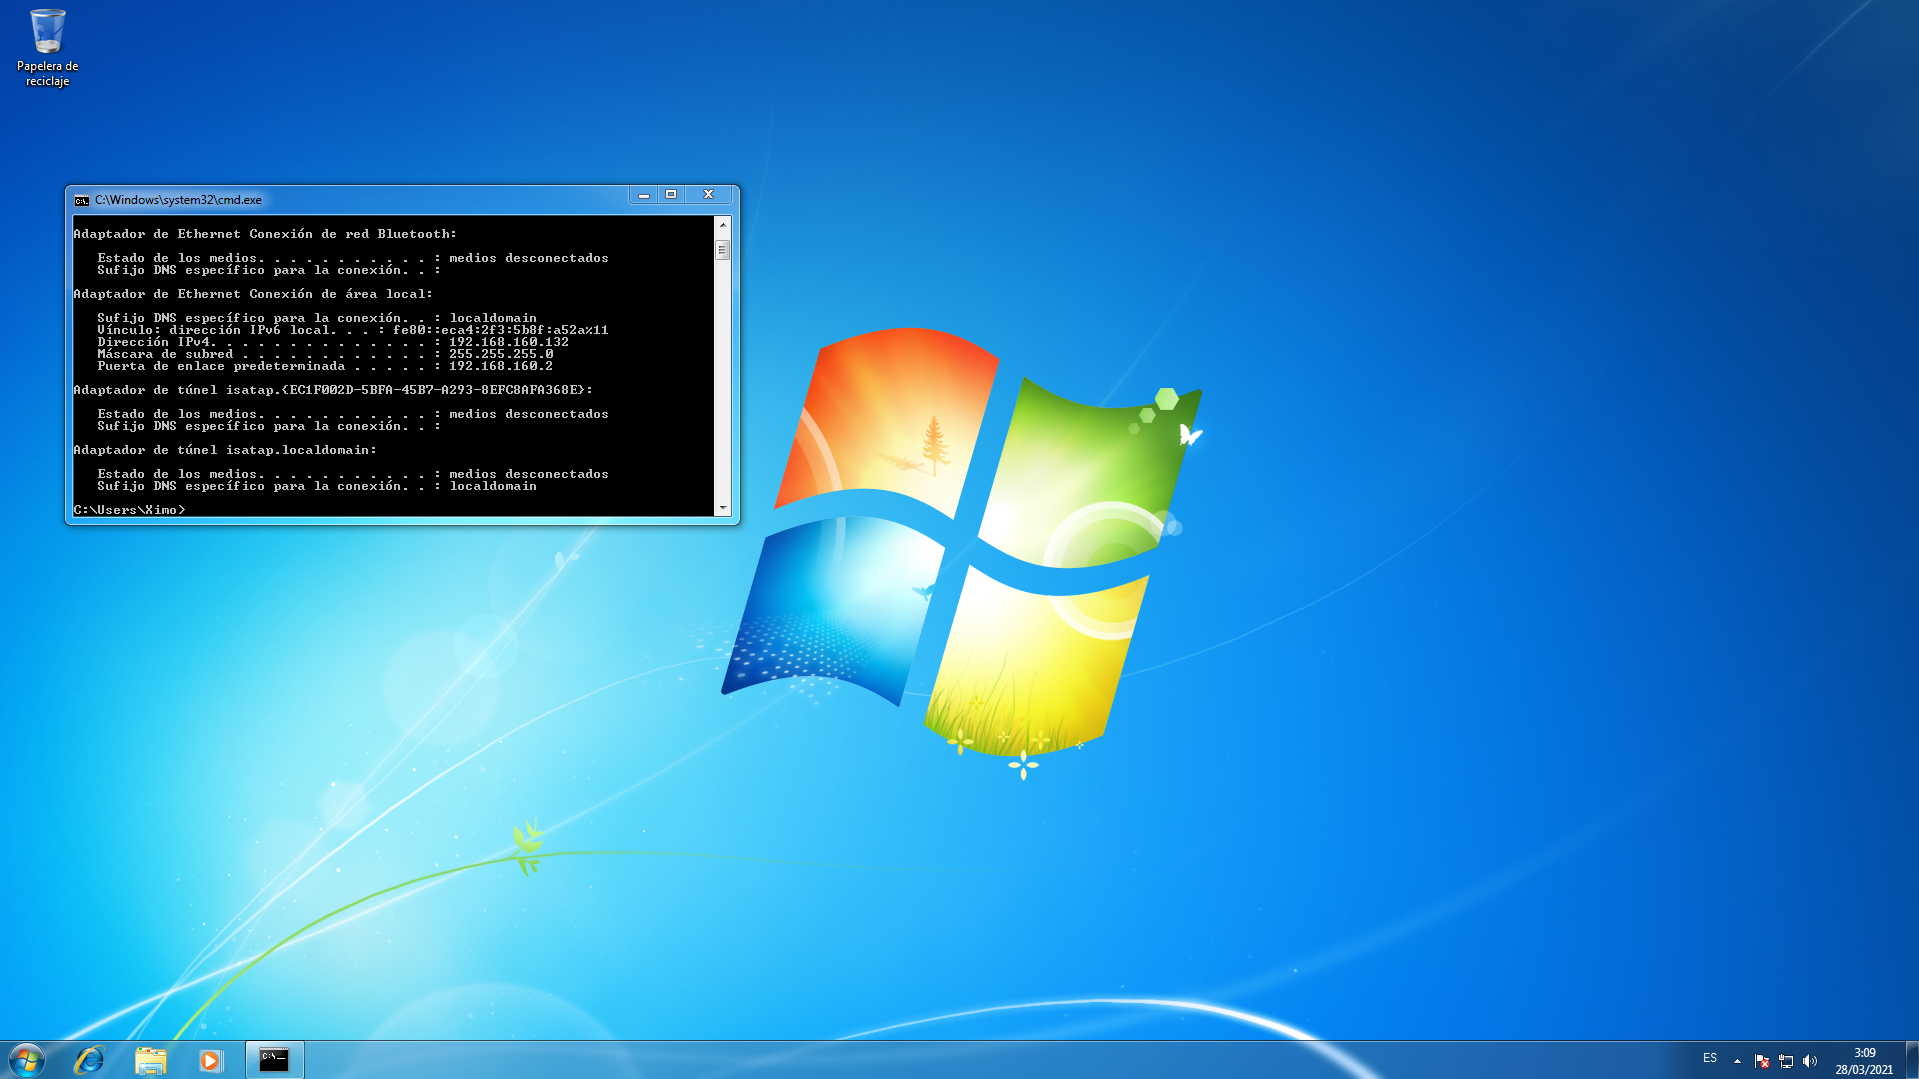 Papelera de
reciclaje
C:\Windows\system32\cmd.exe
Adaptador de Ethernet Conexión de red Bluetooth:
Estado de los medios. . . . . . . . . . . : medios desconectados
Sufijo DNS específico para la conexión. . :
Adaptador de Ethernet Conexión de área local:
Sufijo DNS específico para la conexión. . : localdomain
Vínculo: dirección IPv6 local. . . : fe80::eca4:2f3:5b8f:a52a%11
Dirección IPv4. . . . . . . . . . . . . . : 192.168.160.132
Máscara de subred . . . . . . . . . . . . : 255.255.255.0
Puerta de enlace predeterminada . . . . . : 192.168.160.2
Adaptador de túnel isatap.{EC1F002D-5BFA-45B7-A293-8EFC8AFA368E}:
Estado de los medios. . . . . . . . . . . : medios desconectados
Sufijo DNS específico para la conexión. . :
Adaptador de túnel isatap.localdomain:
Estado de los medios. . . . . . . . . . . : medios desconectados
Sufijo DNS específico para la conexión. . : localdomain
C:\Users\Ximo>
ES
3:09
28/03/2021